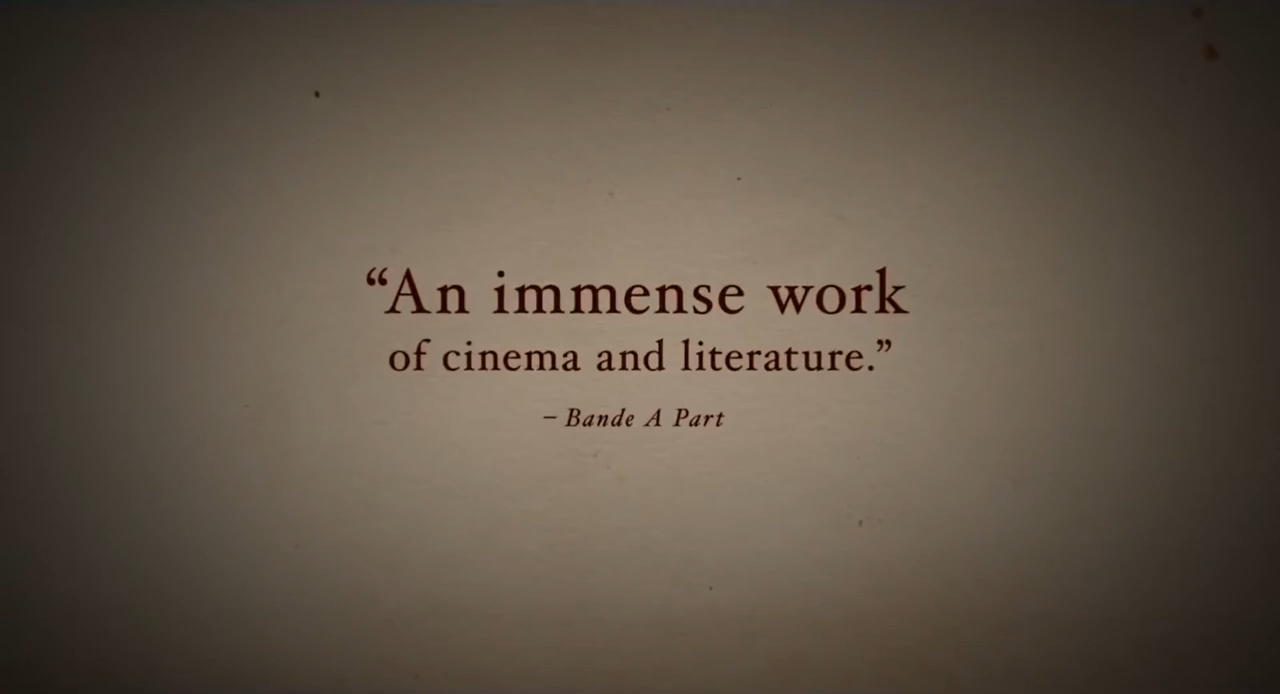 “An immense work
of cinema and literature.”
– Bande A Part